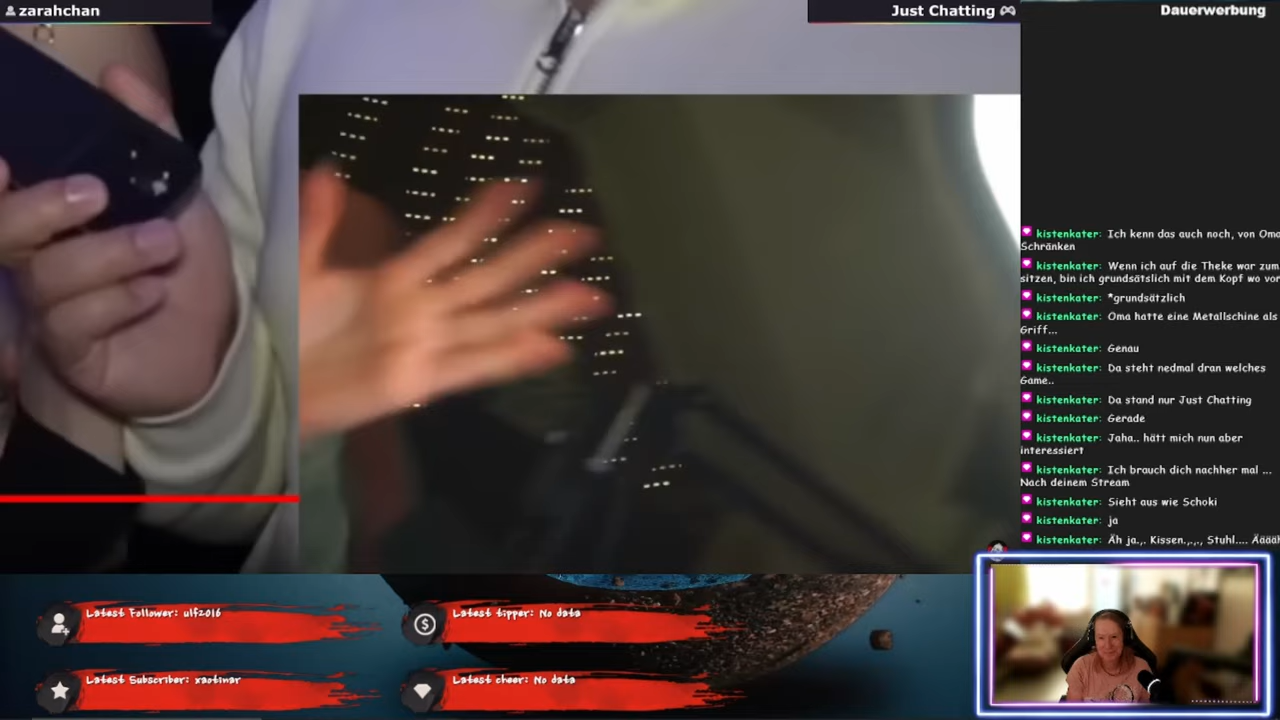 zarahchan
Just Chatting
Dauerwerbung
kistenkater: Ich kenn das auch noch, von Oma
Schränken
kistenkater: Wenn ich auf die Theke war zum
sitzen, bin ich grundsätslich mit dem Kopf wo vor
kistenkater: *grundsätzlich
kistenkater: Oma hatte eine Metallschine als
Griff...
kistenkater: Genau
kistenkater: Da steht nedmal dran welches
Game..
kistenkater: Da stand nur Just Chatting
kistenkater: Gerade
kistenkater: Jaha.. hätt mich nun aber
interessiert
kistenkater: Ich brauch dich nachher mal ...
Nach deinem Stream
kistenkater: Sieht aus wie Schoki
kistenkater: ja
kistenkater: Äh ja.,. Kissen.,.,., Stuhl.... Äääh
Latest Follower: ulf2016
Latest tipper: No data
Latest Subscriber: xaotinar
Latest cheer: No data